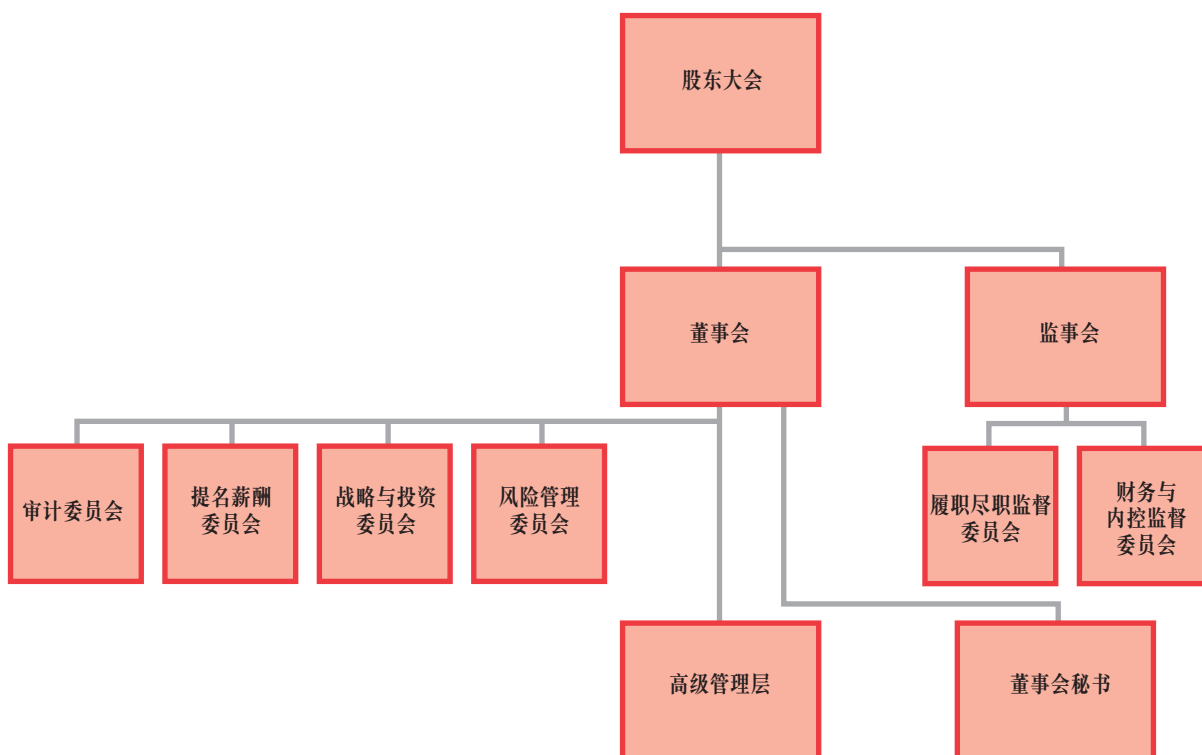 股东大会
董事会
监事会
审计委员会
提名薪酬
委员会
战略与投资
委员会
风险管理
委员会
履职尽职监督
委员会
财务与
内控监督
委员会
高级管理层
董事会秘书